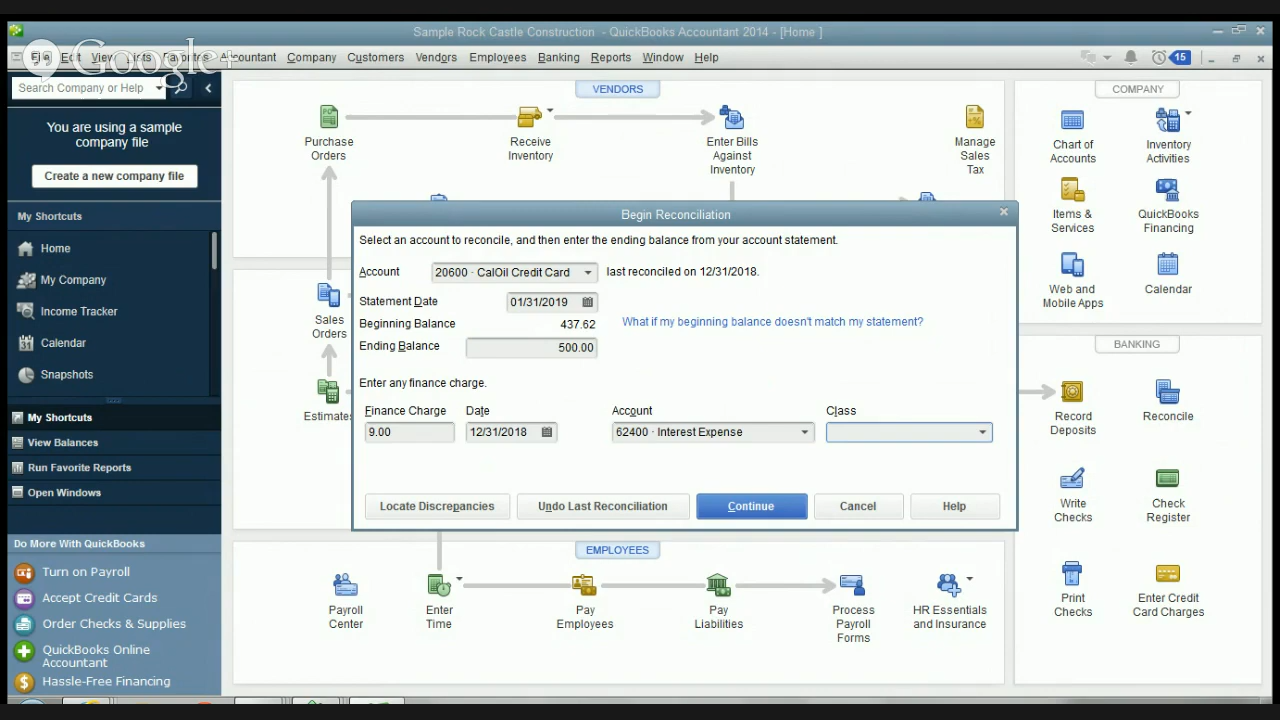 Sample Rock Castle Construction - QuickBooks Accountant 2014 - [Home ]
Google+
File Edit View Lists Favorites Accountant Company Customers Vendors Employees Banking Reports Window Help
15
Search Company or Help
You are using a sample
company file
Create a new company file
My Shortcuts
Home
My Company
Income Tracker
Calendar
Snapshots
My Shortcuts
View Balances
Run Favorite Reports
Open Windows
Do More With QuickBooks
Turn on Payroll
Accept Credit Cards
Order Checks & Supplies
QuickBooks Online
Accountant
Hassle-Free Financing
VENDORS
Purchase
Orders
Receive
Inventory
Enter Bills
Against
Inventory
Manage
Sales
Tax
Sales
Orders
Estimates
Begin Reconciliation
Select an account to reconcile, and then enter the ending balance from your account statement.
Account 20600 · CalOil Credit Card last reconciled on 12/31/2018.
Statement Date 01/31/2019
Beginning Balance 437.62 What if my beginning balance doesn't match my statement?
Ending Balance 500.00
Enter any finance charge.
Finance Charge Date Account Class
9.00 12/31/2018 62400 · Interest Expense
Locate Discrepancies Undo Last Reconciliation Continue Cancel Help
EMPLOYEES
Payroll
Center
Enter
Time
Pay
Employees
Pay
Liabilities
Process
Payroll
Forms
HR Essentials
and Insurance
COMPANY
Chart of
Accounts
Inventory
Activities
Items &
Services
QuickBooks
Financing
Web and
Mobile Apps
Calendar
BANKING
Record
Deposits
Reconcile
Write
Checks
Check
Register
Print
Checks
Enter Credit
Card Charges